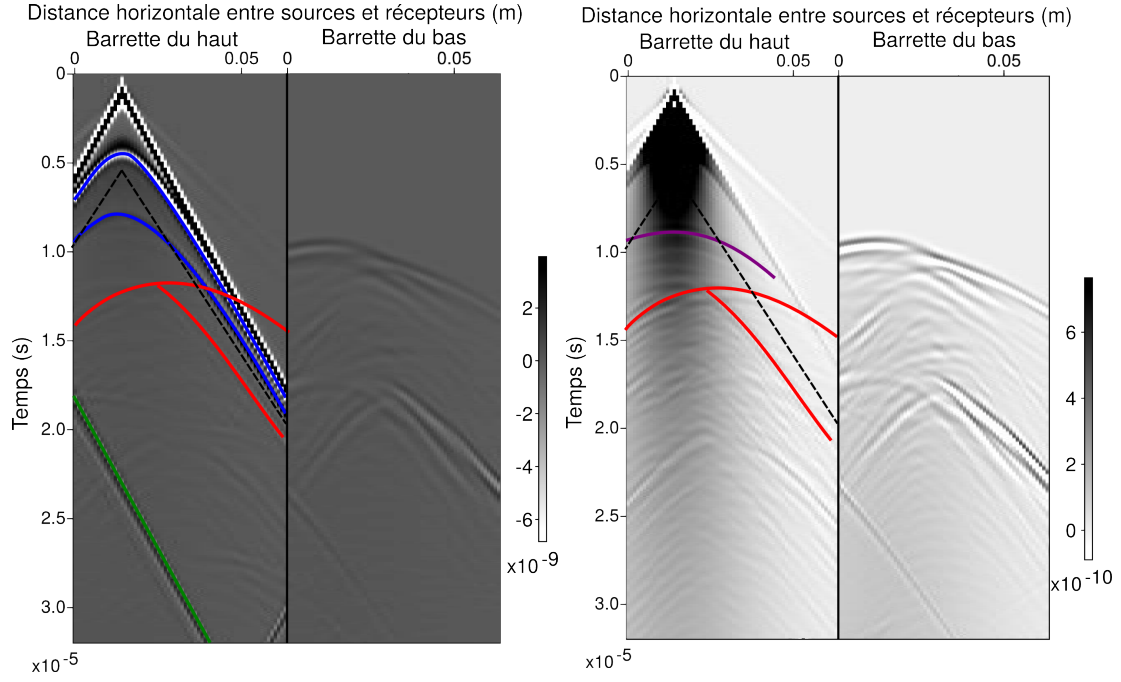 Distance horizontale entre sources et récepteurs (m)
Barrette du haut Barrette du bas
0 0.05 0 0.05
0
0.5
1.0
1.5
2.0
2.5
3.0
Temps (s)
x10-5
2
0
-2
-4
-6
x10-9
Distance horizontale entre sources et récepteurs (m)
Barrette du haut Barrette du bas
0 0.05 0 0.05
0
0.5
1.0
1.5
2.0
2.5
3.0
Temps (s)
x10-5
6
4
2
0
x10-10